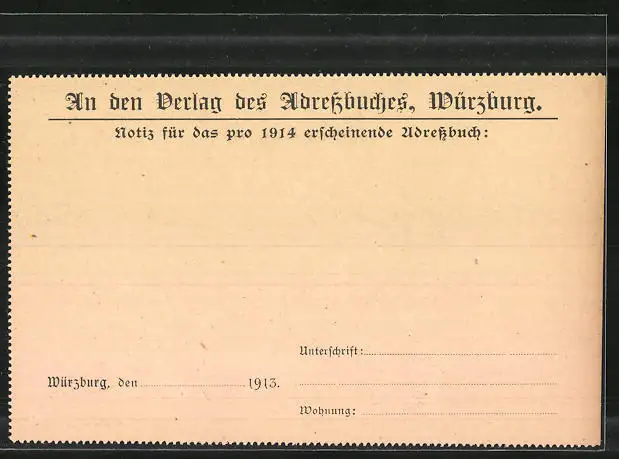 An den Verlag des Adreßbuches, Würzburg.
Notiz für das pro 1914 erscheinende Adreßbuch:
Unterschrift:
Würzburg, den 1913.
Wohnung: